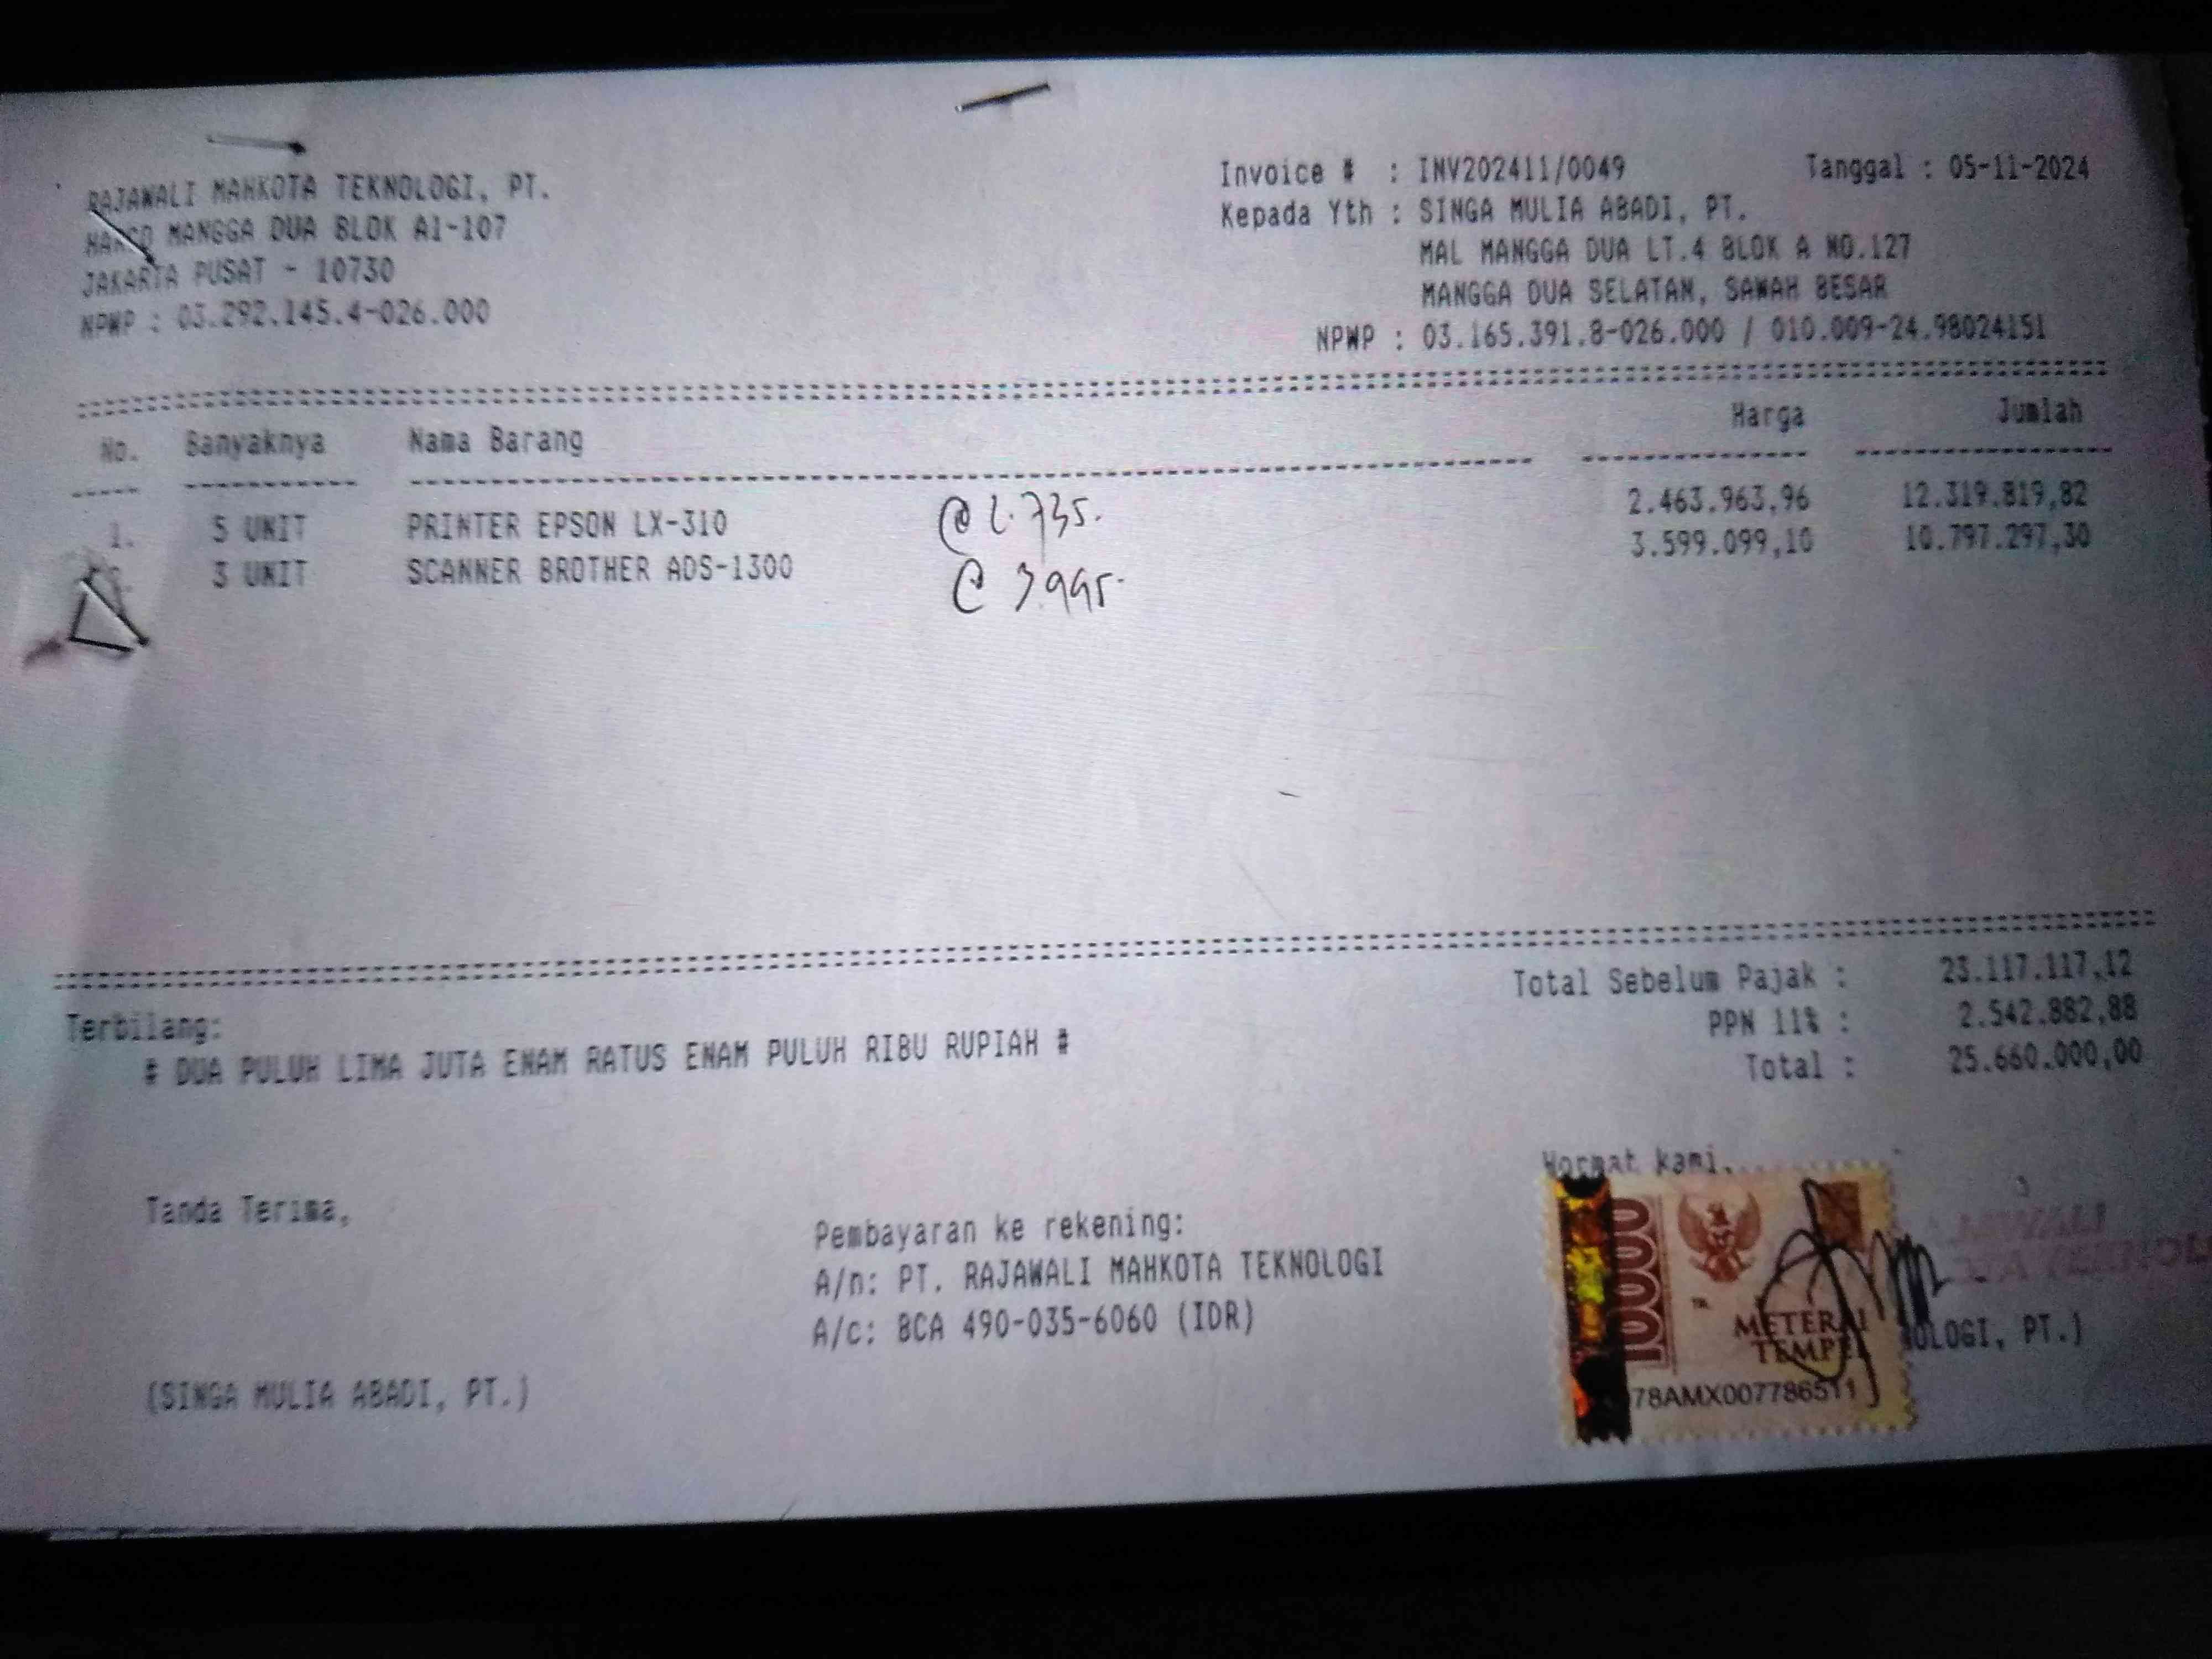 RAJAWALI MAHKOTA TEKNOLOGI, PT.
HARCO MANGGA DUA BLOK A1-107
JAKARTA PUSAT - 10730
NPWP : 03.292.145.4-026.000
Invoice # : INV202411/0049 Tanggal : 05-11-2024
Kepada Yth : SINGA MULIA ABADI, PT.
MAL MANGGA DUA LT.4 BLOK A NO.127
MANGGA DUA SELATAN, SAWAH BESAR
NPWP : 03.165.391.8-026.000 / 010.009-24.98024151
No. Banyaknya Nama Barang Harga Jumlah
1. 5 UNIT PRINTER EPSON LX-310 @ 2.735. 2.463.963,96 12.319.819,82
3 UNIT SCANNER BROTHER ADS-1300 @ 3.995. 3.599.099,10 10.797.297,30
Total Sebelum Pajak : 23.117.117,12
PPN 11% : 2.542.882,88
Total : 25.660.000,00
Terbilang:
# DUA PULUH LIMA JUTA ENAM RATUS ENAM PULUH RIBU RUPIAH #
Tanda Terima,
(SINGA MULIA ABADI, PT.)
Pembayaran ke rekening:
A/n: PT. RAJAWALI MAHKOTA TEKNOLOGI
A/c: BCA 490-035-6060 (IDR)
Hormat kami,
10000
METERAI
TEMPEL
78AMX007786511
OLOGI, PT.)